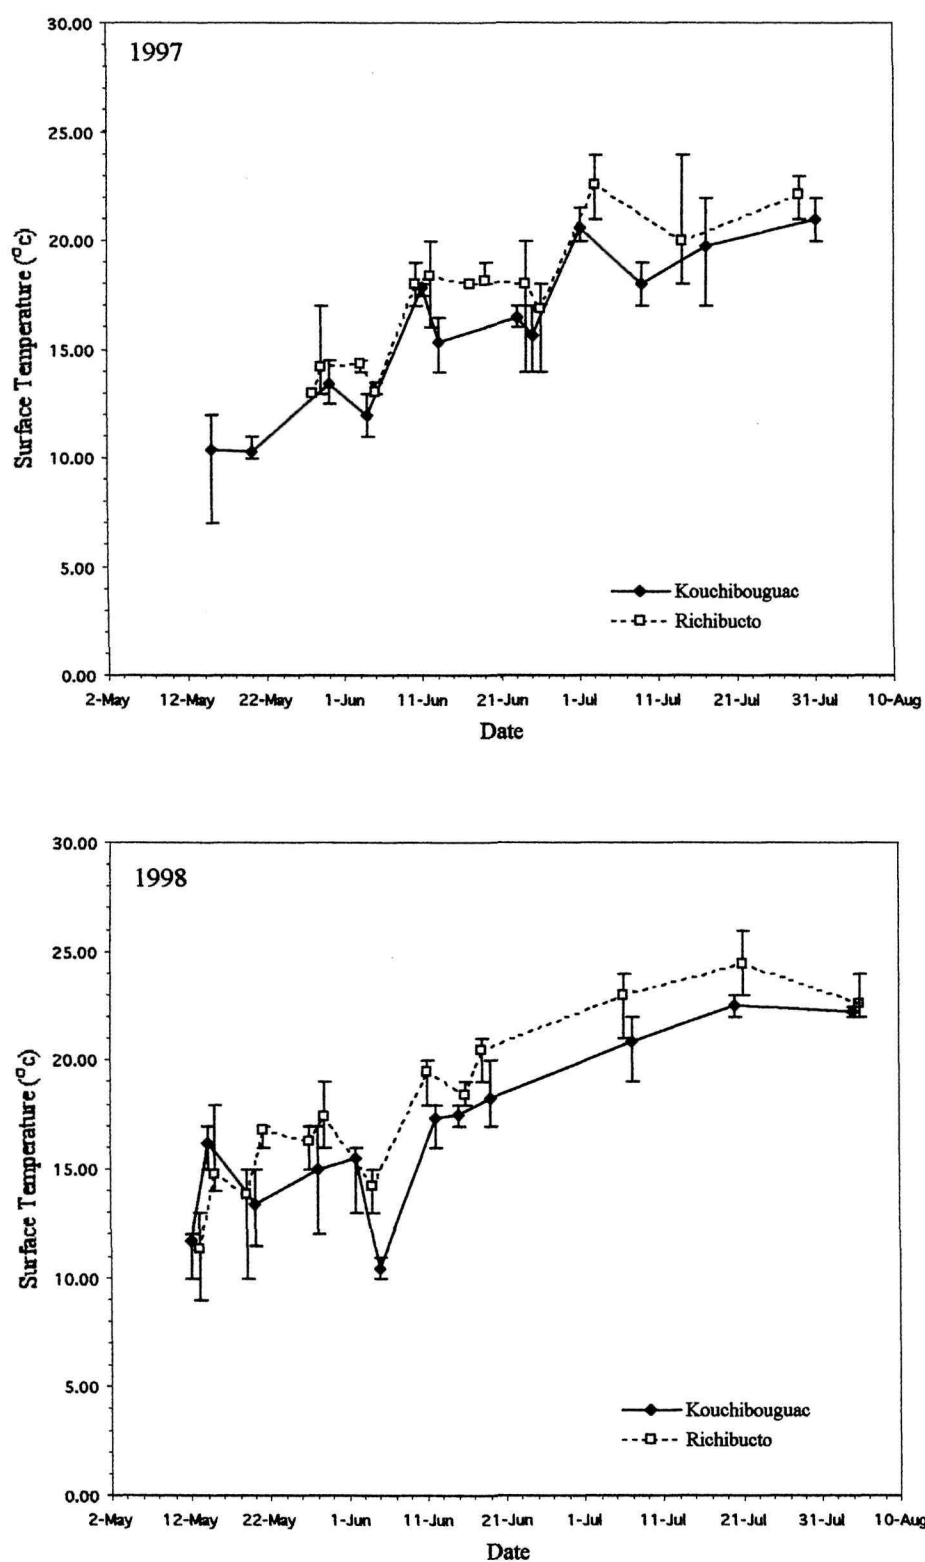 30.00
1997
25.00
20.00
15.00
10.00
5.00
0.00
Surface Temperature (°c)
Kouchibouguac
Richibucto
2-May 12-May 22-May 1-Jun 11-Jun 21-Jun 1-Jul 11-Jul 21-Jul 31-Jul 10-Aug
Date
30.00
1998
25.00
20.00
15.00
10.00
5.00
0.00
Surface Temperature (°c)
Kouchibouguac
Richibucto
2-May 12-May 22-May 1-Jun 11-Jun 21-Jun 1-Jul 11-Jul 21-Jul 31-Jul 10-Aug
Date